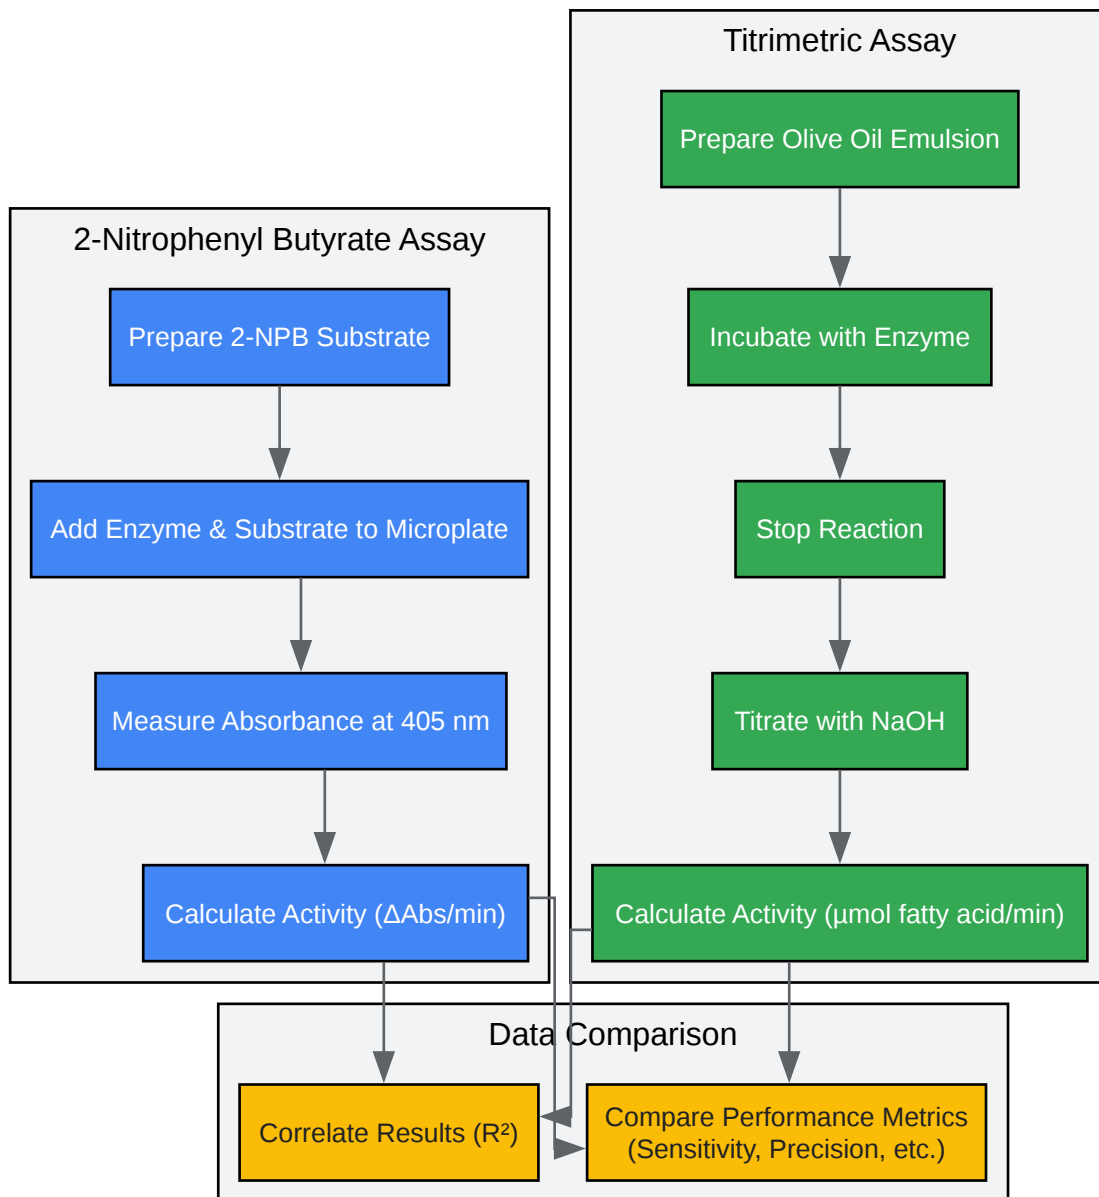 2-Nitrophenyl Butyrate Assay
Prepare 2-NPB Substrate
Add Enzyme & Substrate to Microplate
Measure Absorbance at 405 nm
Calculate Activity (ΔAbs/min)
Titrimetric Assay
Prepare Olive Oil Emulsion
Incubate with Enzyme
Stop Reaction
Titrate with NaOH
Calculate Activity (µmol fatty acid/min)
Data Comparison
Correlate Results (R²)
Compare Performance Metrics
(Sensitivity, Precision, etc.)